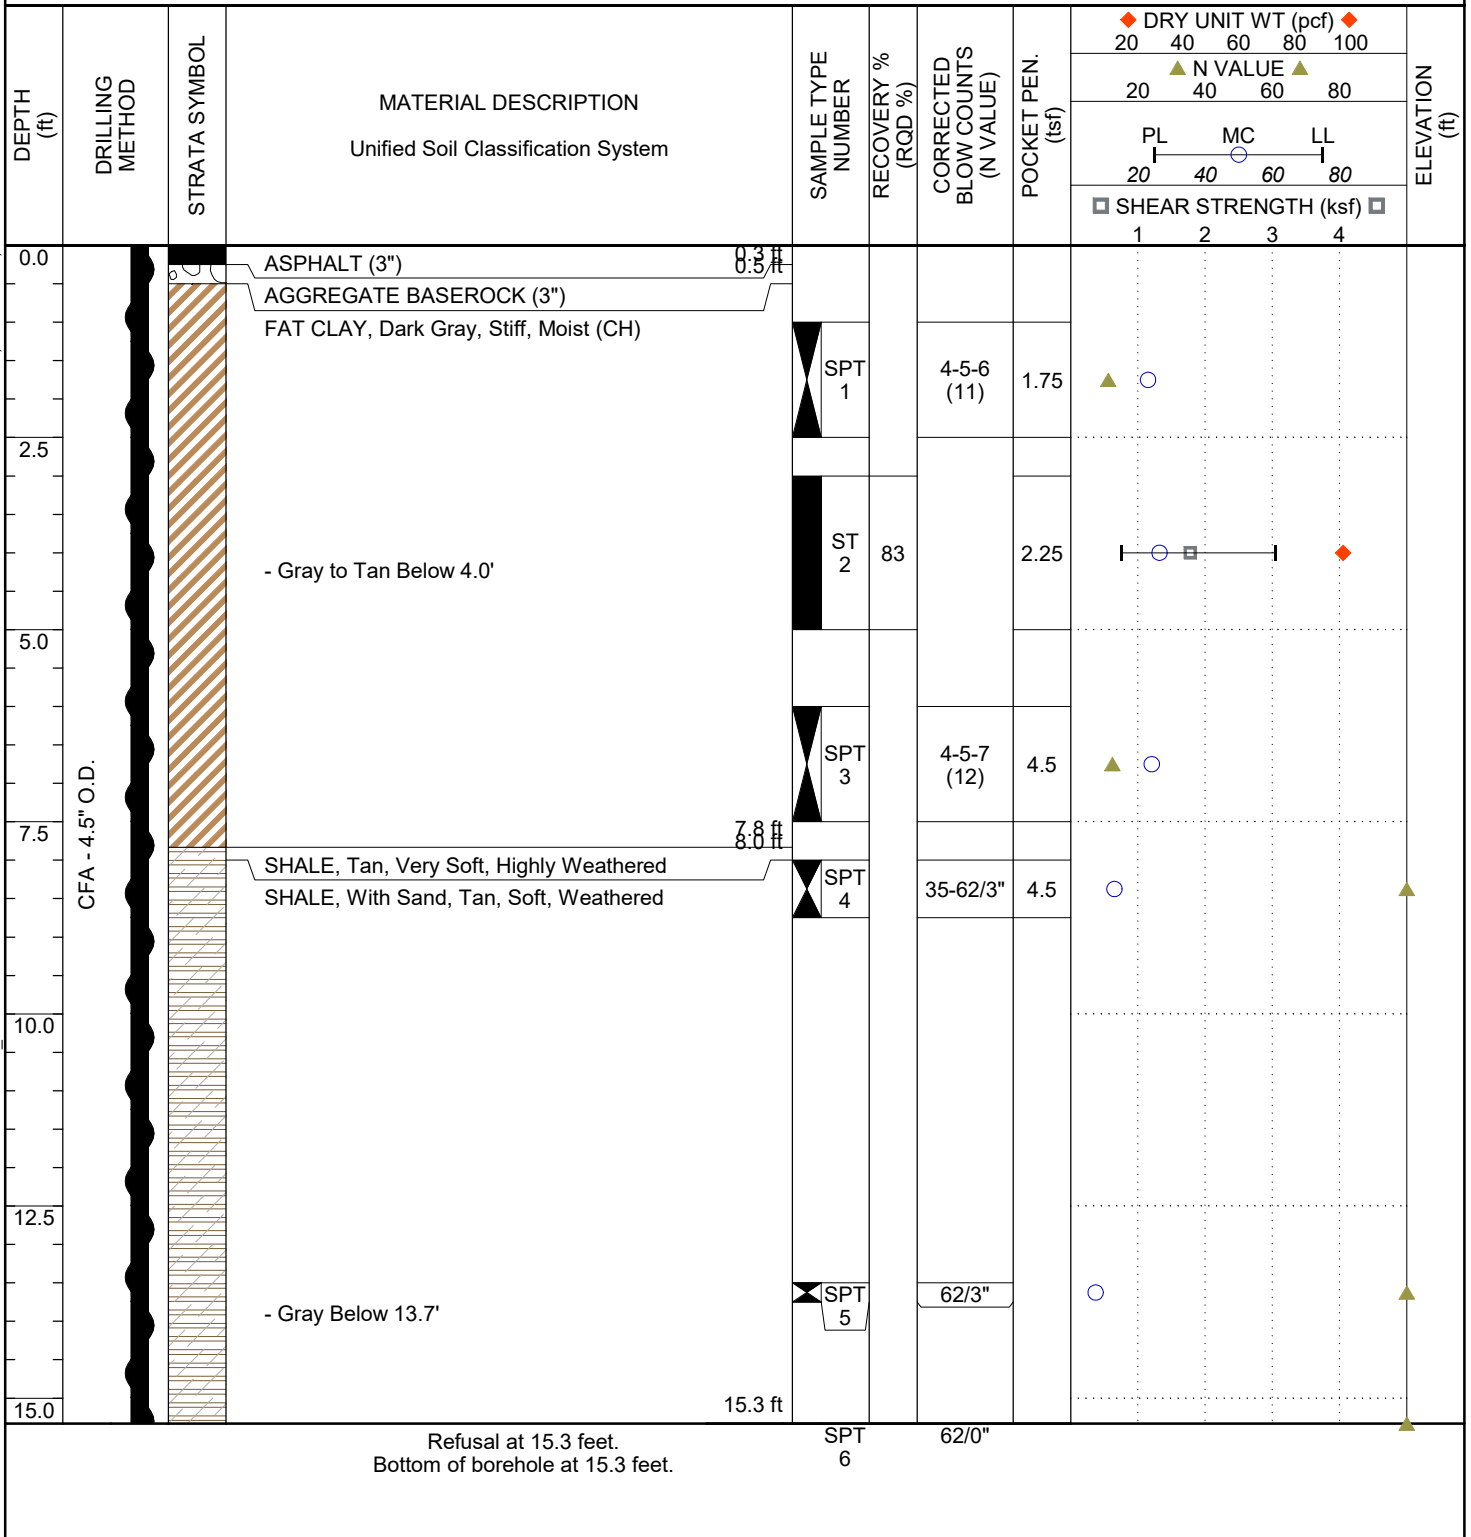 DEPTH
(ft)
DRILLING
METHOD
STRATA SYMBOL
MATERIAL DESCRIPTION
Unified Soil Classification System
SAMPLE TYPE
NUMBER
RECOVERY %
(RQD %)
CORRECTED
BLOW COUNTS
(N VALUE)
POCKET PEN.
(tsf)
DRY UNIT WT (pcf)
20 40 60 80 100
N VALUE
20 40 60 80
PL MC LL
20 40 60 80
SHEAR STRENGTH (ksf)
1 2 3 4
ELEVATION
(ft)
0.0
0.3 ft
0.5 ft
ASPHALT (3")
AGGREGATE BASEROCK (3")
FAT CLAY, Dark Gray, Stiff, Moist (CH)
SPT
1
4-5-6
(11)
1.75
2.5
ST
2
83
2.25
- Gray to Tan Below 4.0'
5.0
SPT
3
4-5-7
(12)
4.5
CFA - 4.5" O.D.
7.5
7.8 ft
8.0 ft
SHALE, Tan, Very Soft, Highly Weathered
SHALE, With Sand, Tan, Soft, Weathered
SPT
4
35-62/3"
4.5
10.0
12.5
SPT
5
62/3"
- Gray Below 13.7'
15.0
15.3 ft
Refusal at 15.3 feet.
Bottom of borehole at 15.3 feet.
SPT
6
62/0"